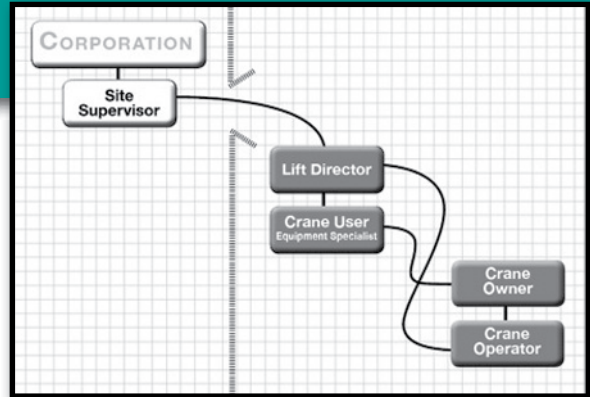 CORPORATION
Site
Supervisor
Lift Director
Crane User
Equipment Specialist
Crane
Owner
Crane
Operator